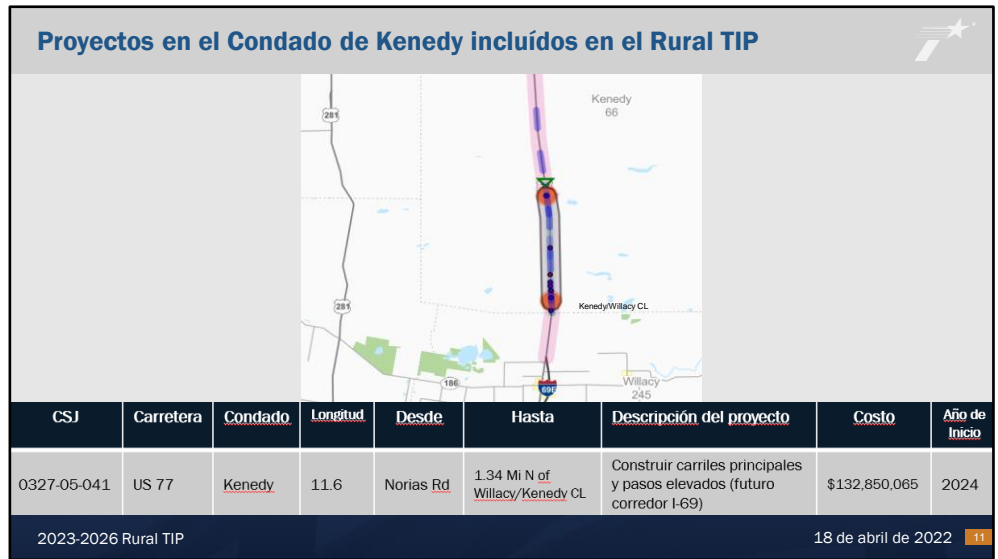 Proyectos en el Condado de Kenedy incluídos en el Rural TIP
Kenedy
66
281
281
Kenedy/Willacy CL
186
69E
Willacy
245
CSJ Carretera Condado Longitud Desde Hasta Descripción del proyecto Costo Año de
Inicio
0327-05-041 US 77 Kenedy 11.6 Norias Rd 1.34 Mi N of
Willacy/Kenedy CL
Construir carriles principales
y pasos elevados (futuro
corredor I-69)
$132,850,065 2024
2023-2026 Rural TIP
18 de abril de 2022 11